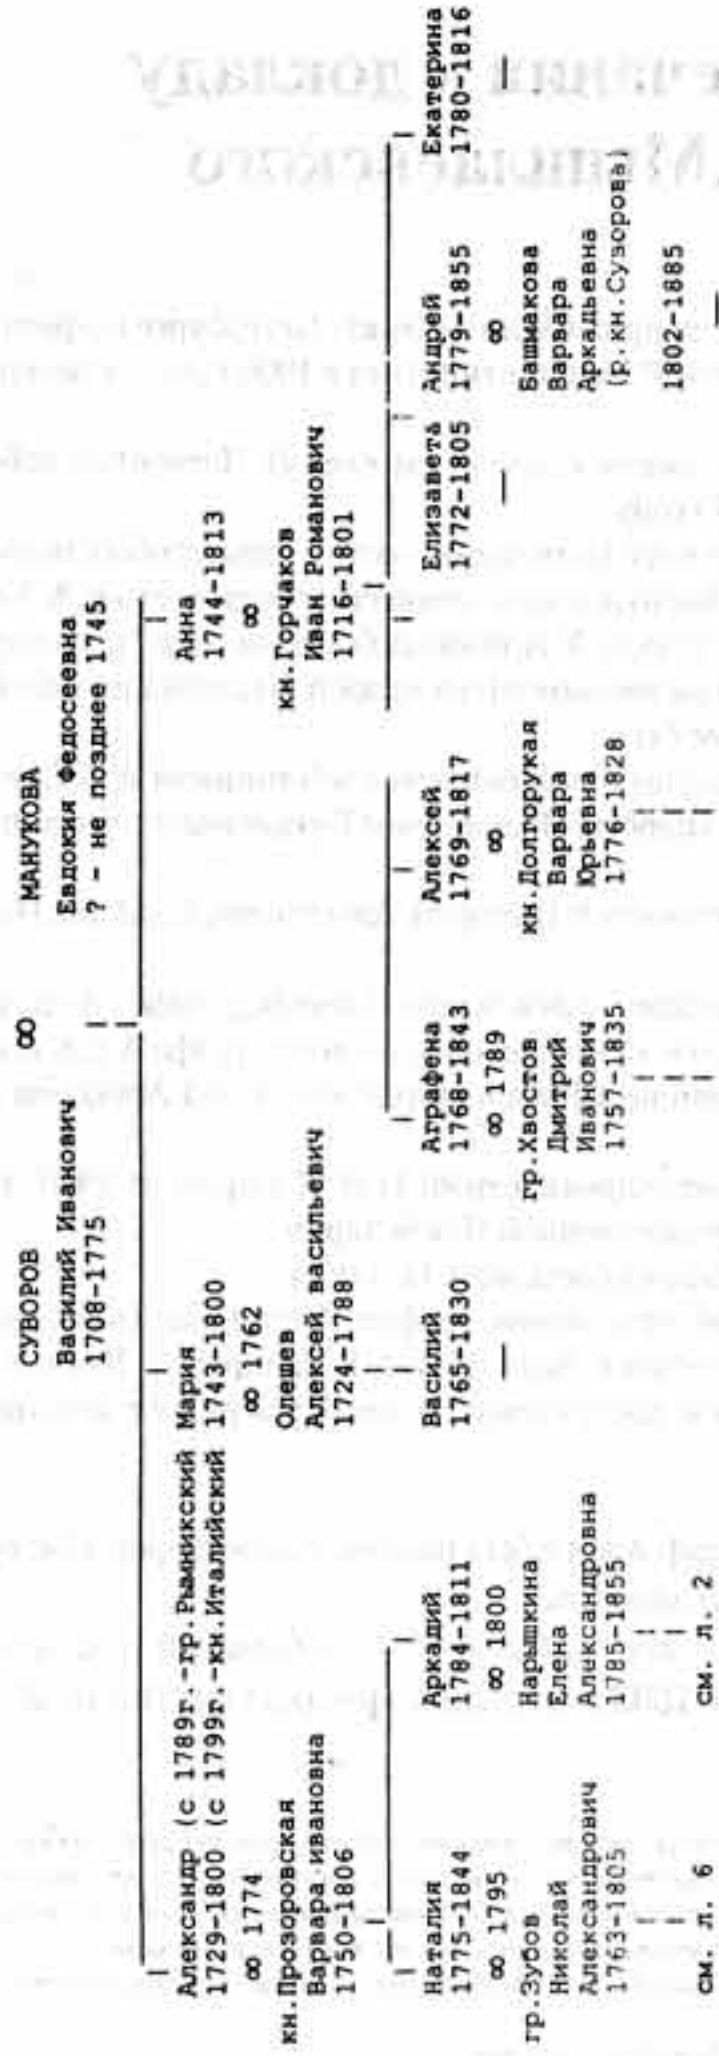 СУВОРОВ
Василий Иванович
1708-1775
∞
МАНУКОВА
Евдокия Федосеевна
? - не позднее 1745
Александр (с 1789г.-гр.Рымникский
1729-1800 (с 1799г.-кн.Италийский
∞ 1774
кн.Прозоровская
Варвара Ивановна
1750-1806
Мария
1743-1800
∞ 1762
Олешев
Алексей Васильевич
1724-1788
Анна
1744-1813
∞
кн.Горчаков
Иван Романович
1716-1801
Наталия
1775-1844
∞ 1795
гр.Зубов
Николай
Александрович
1763-1805
см. л. 6
Аркадий
1784-1811
∞ 1800
Нарышкина
Елена
Александровна
1785-1855
см. л. 2
Василий
1765-1830
Аграфена
1768-1843
∞ 1789
гр.Хвостов
Дмитрий
Иванович
1757-1835
Алексей
1769-1817
∞
кн.Долгорукая
Варвара
Юрьевна
1776-1828
Елизавета
1772-1805
Андрей
1779-1855
∞
Башмакова
Варвара
Аркадьевна
(р.кн.Суворова)
1802-1885
Екатерина
1780-1816